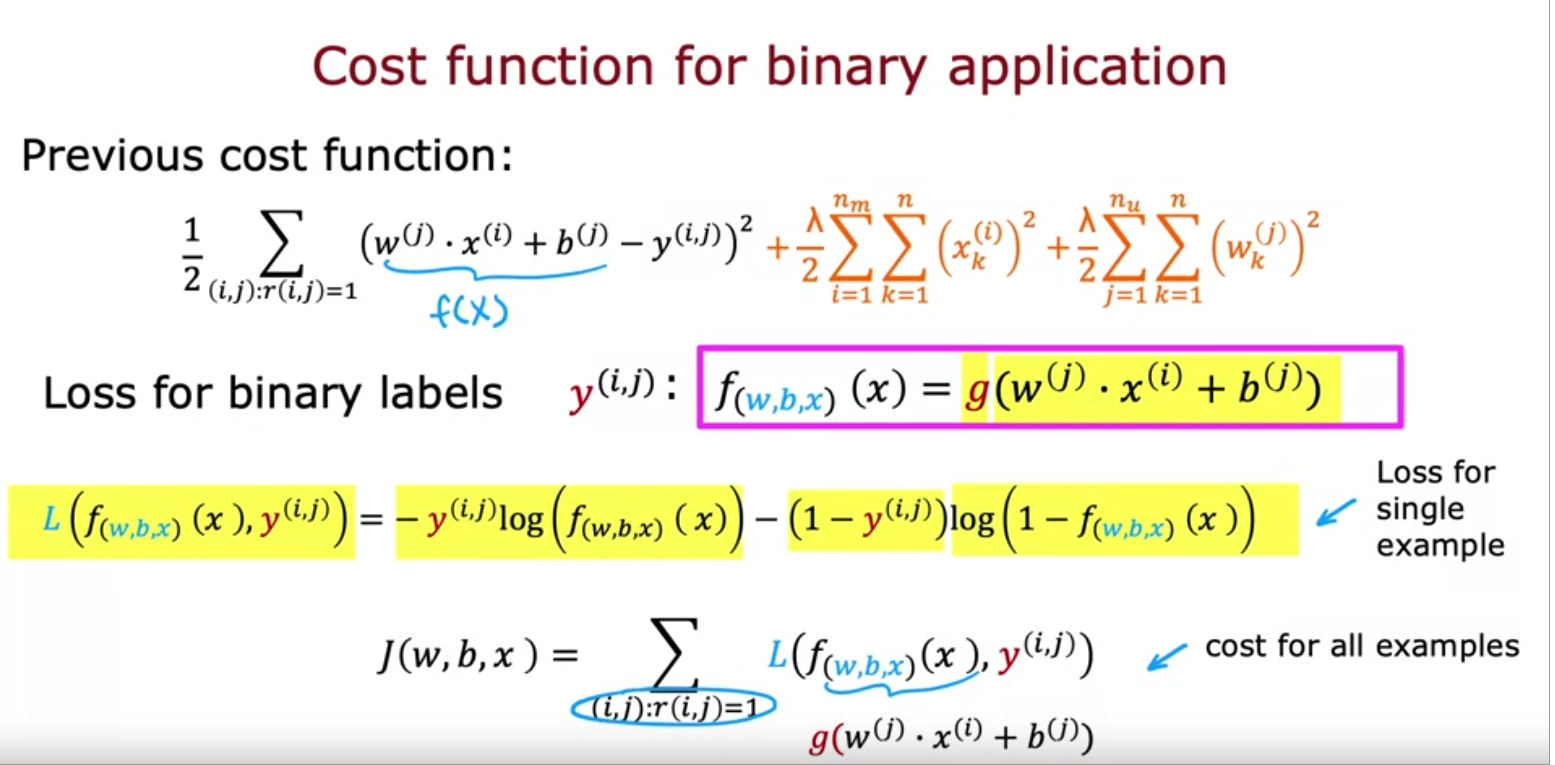 Cost function for binary application
Previous cost function:
$\frac{1}{2} \sum_{(i,j):r(i,j)=1} (w^{(j)} \cdot x^{(i)} + b^{(j)} - y^{(i,j)})^2 + \frac{\lambda}{2} \sum_{i=1}^{n_m} \sum_{k=1}^{n} (x_k^{(i)})^2 + \frac{\lambda}{2} \sum_{j=1}^{n_u} \sum_{k=1}^{n} (w_k^{(j)})^2$
f(x)
Loss for binary labels $y^{(i,j)}$ : $f_{(w,b,x)}(x) = g(w^{(j)} \cdot x^{(i)} + b^{(j)})$
$L(f_{(w,b,x)}(x), y^{(i,j)}) = -y^{(i,j)} \log(f_{(w,b,x)}(x)) - (1 - y^{(i,j)}) \log(1 - f_{(w,b,x)}(x))$
Loss for
single
example
$J(w,b,x) = \sum_{(i,j):r(i,j)=1} L(f_{(w,b,x)}(x), y^{(i,j)})$
cost for all examples
$g(w^{(j)} \cdot x^{(i)} + b^{(j)})$